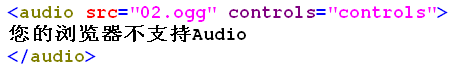 <audio src="02.ogg" controls="controls">
您的浏览器不支持Audio
</audio>